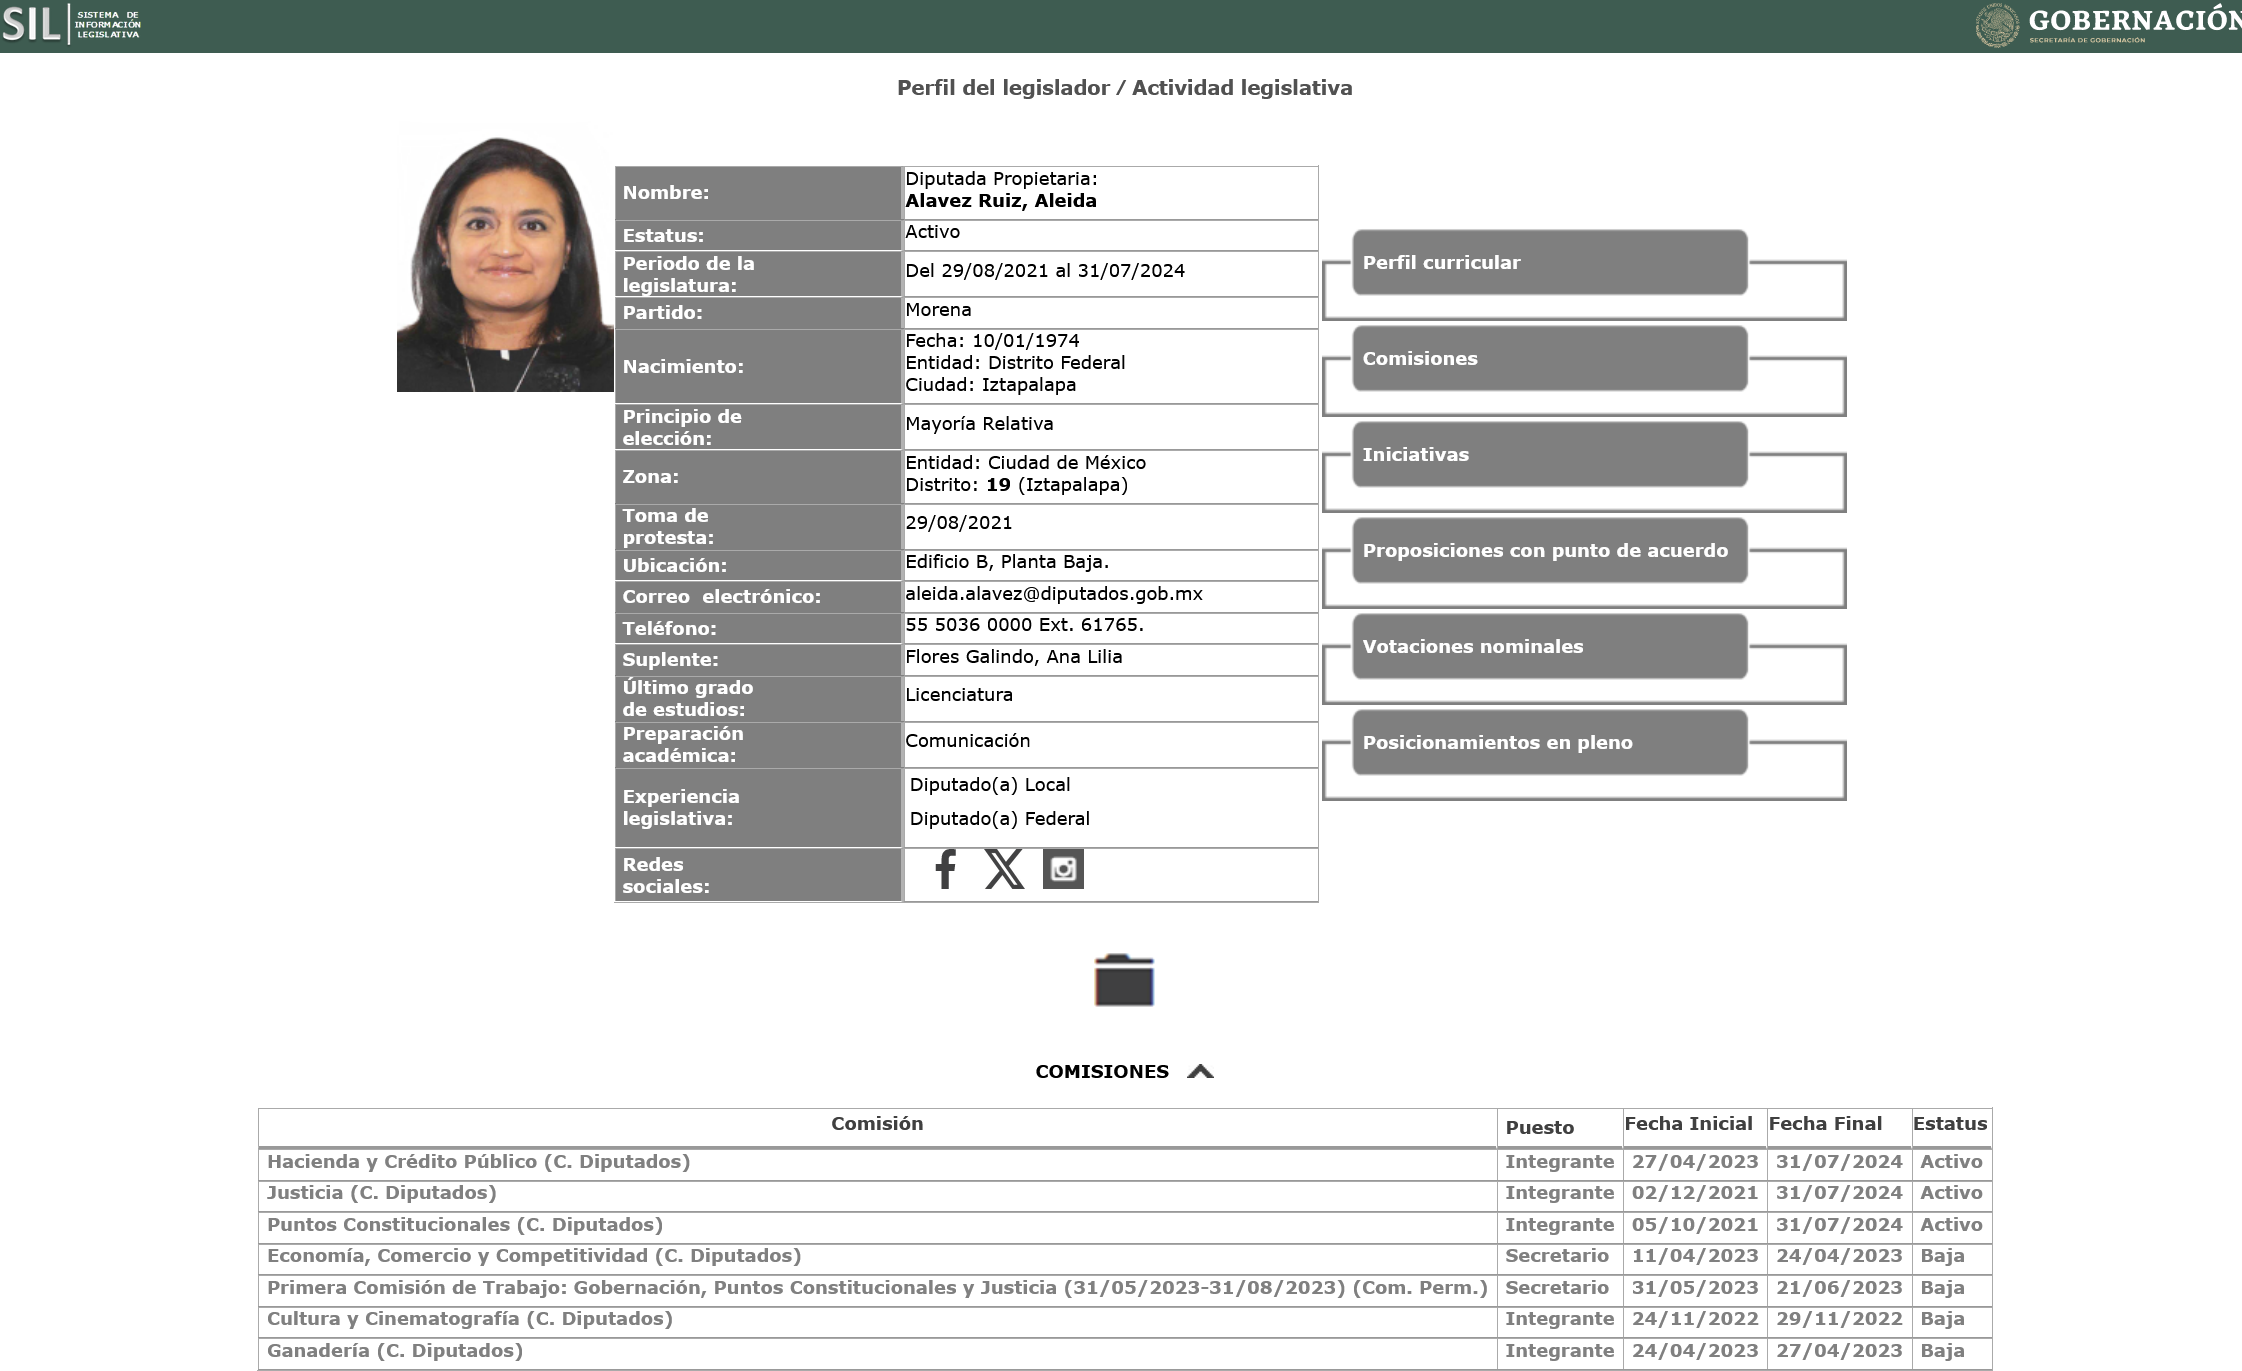 SIL SISTEMA DE
INFORMACIÓN
LEGISLATIVA
GOBERNACIÓN
SECRETARÍA DE GOBERNACIÓN
Perfil del legislador / Actividad legislativa
Nombre:
Diputada Propietaria:
Alavez Ruiz, Aleida
Estatus:
Activo
Periodo de la
legislatura:
Del 29/08/2021 al 31/07/2024
Partido:
Morena
Nacimiento:
Fecha: 10/01/1974
Entidad: Distrito Federal
Ciudad: Iztapalapa
Principio de
elección:
Mayoría Relativa
Zona:
Entidad: Ciudad de México
Distrito: 19 (Iztapalapa)
Toma de
protesta:
29/08/2021
Ubicación:
Edificio B, Planta Baja.
Correo electrónico:
aleida.alavez@diputados.gob.mx
Teléfono:
55 5036 0000 Ext. 61765.
Suplente:
Flores Galindo, Ana Lilia
Último grado
de estudios:
Licenciatura
Preparación
académica:
Comunicación
Experiencia
legislativa:
Diputado(a) Local
Diputado(a) Federal
Redes
sociales:
Perfil curricular
Comisiones
Iniciativas
Proposiciones con punto de acuerdo
Votaciones nominales
Posicionamientos en pleno
COMISIONES
Comisión Puesto Fecha Inicial Fecha Final Estatus
Hacienda y Crédito Público (C. Diputados) Integrante 27/04/2023 31/07/2024 Activo
Justicia (C. Diputados) Integrante 02/12/2021 31/07/2024 Activo
Puntos Constitucionales (C. Diputados) Integrante 05/10/2021 31/07/2024 Activo
Economía, Comercio y Competitividad (C. Diputados) Secretario 11/04/2023 24/04/2023 Baja
Primera Comisión de Trabajo: Gobernación, Puntos Constitucionales y Justicia (31/05/2023-31/08/2023) (Com. Perm.) Secretario 31/05/2023 21/06/2023 Baja
Cultura y Cinematografía (C. Diputados) Integrante 24/11/2022 29/11/2022 Baja
Ganadería (C. Diputados) Integrante 24/04/2023 27/04/2023 Baja